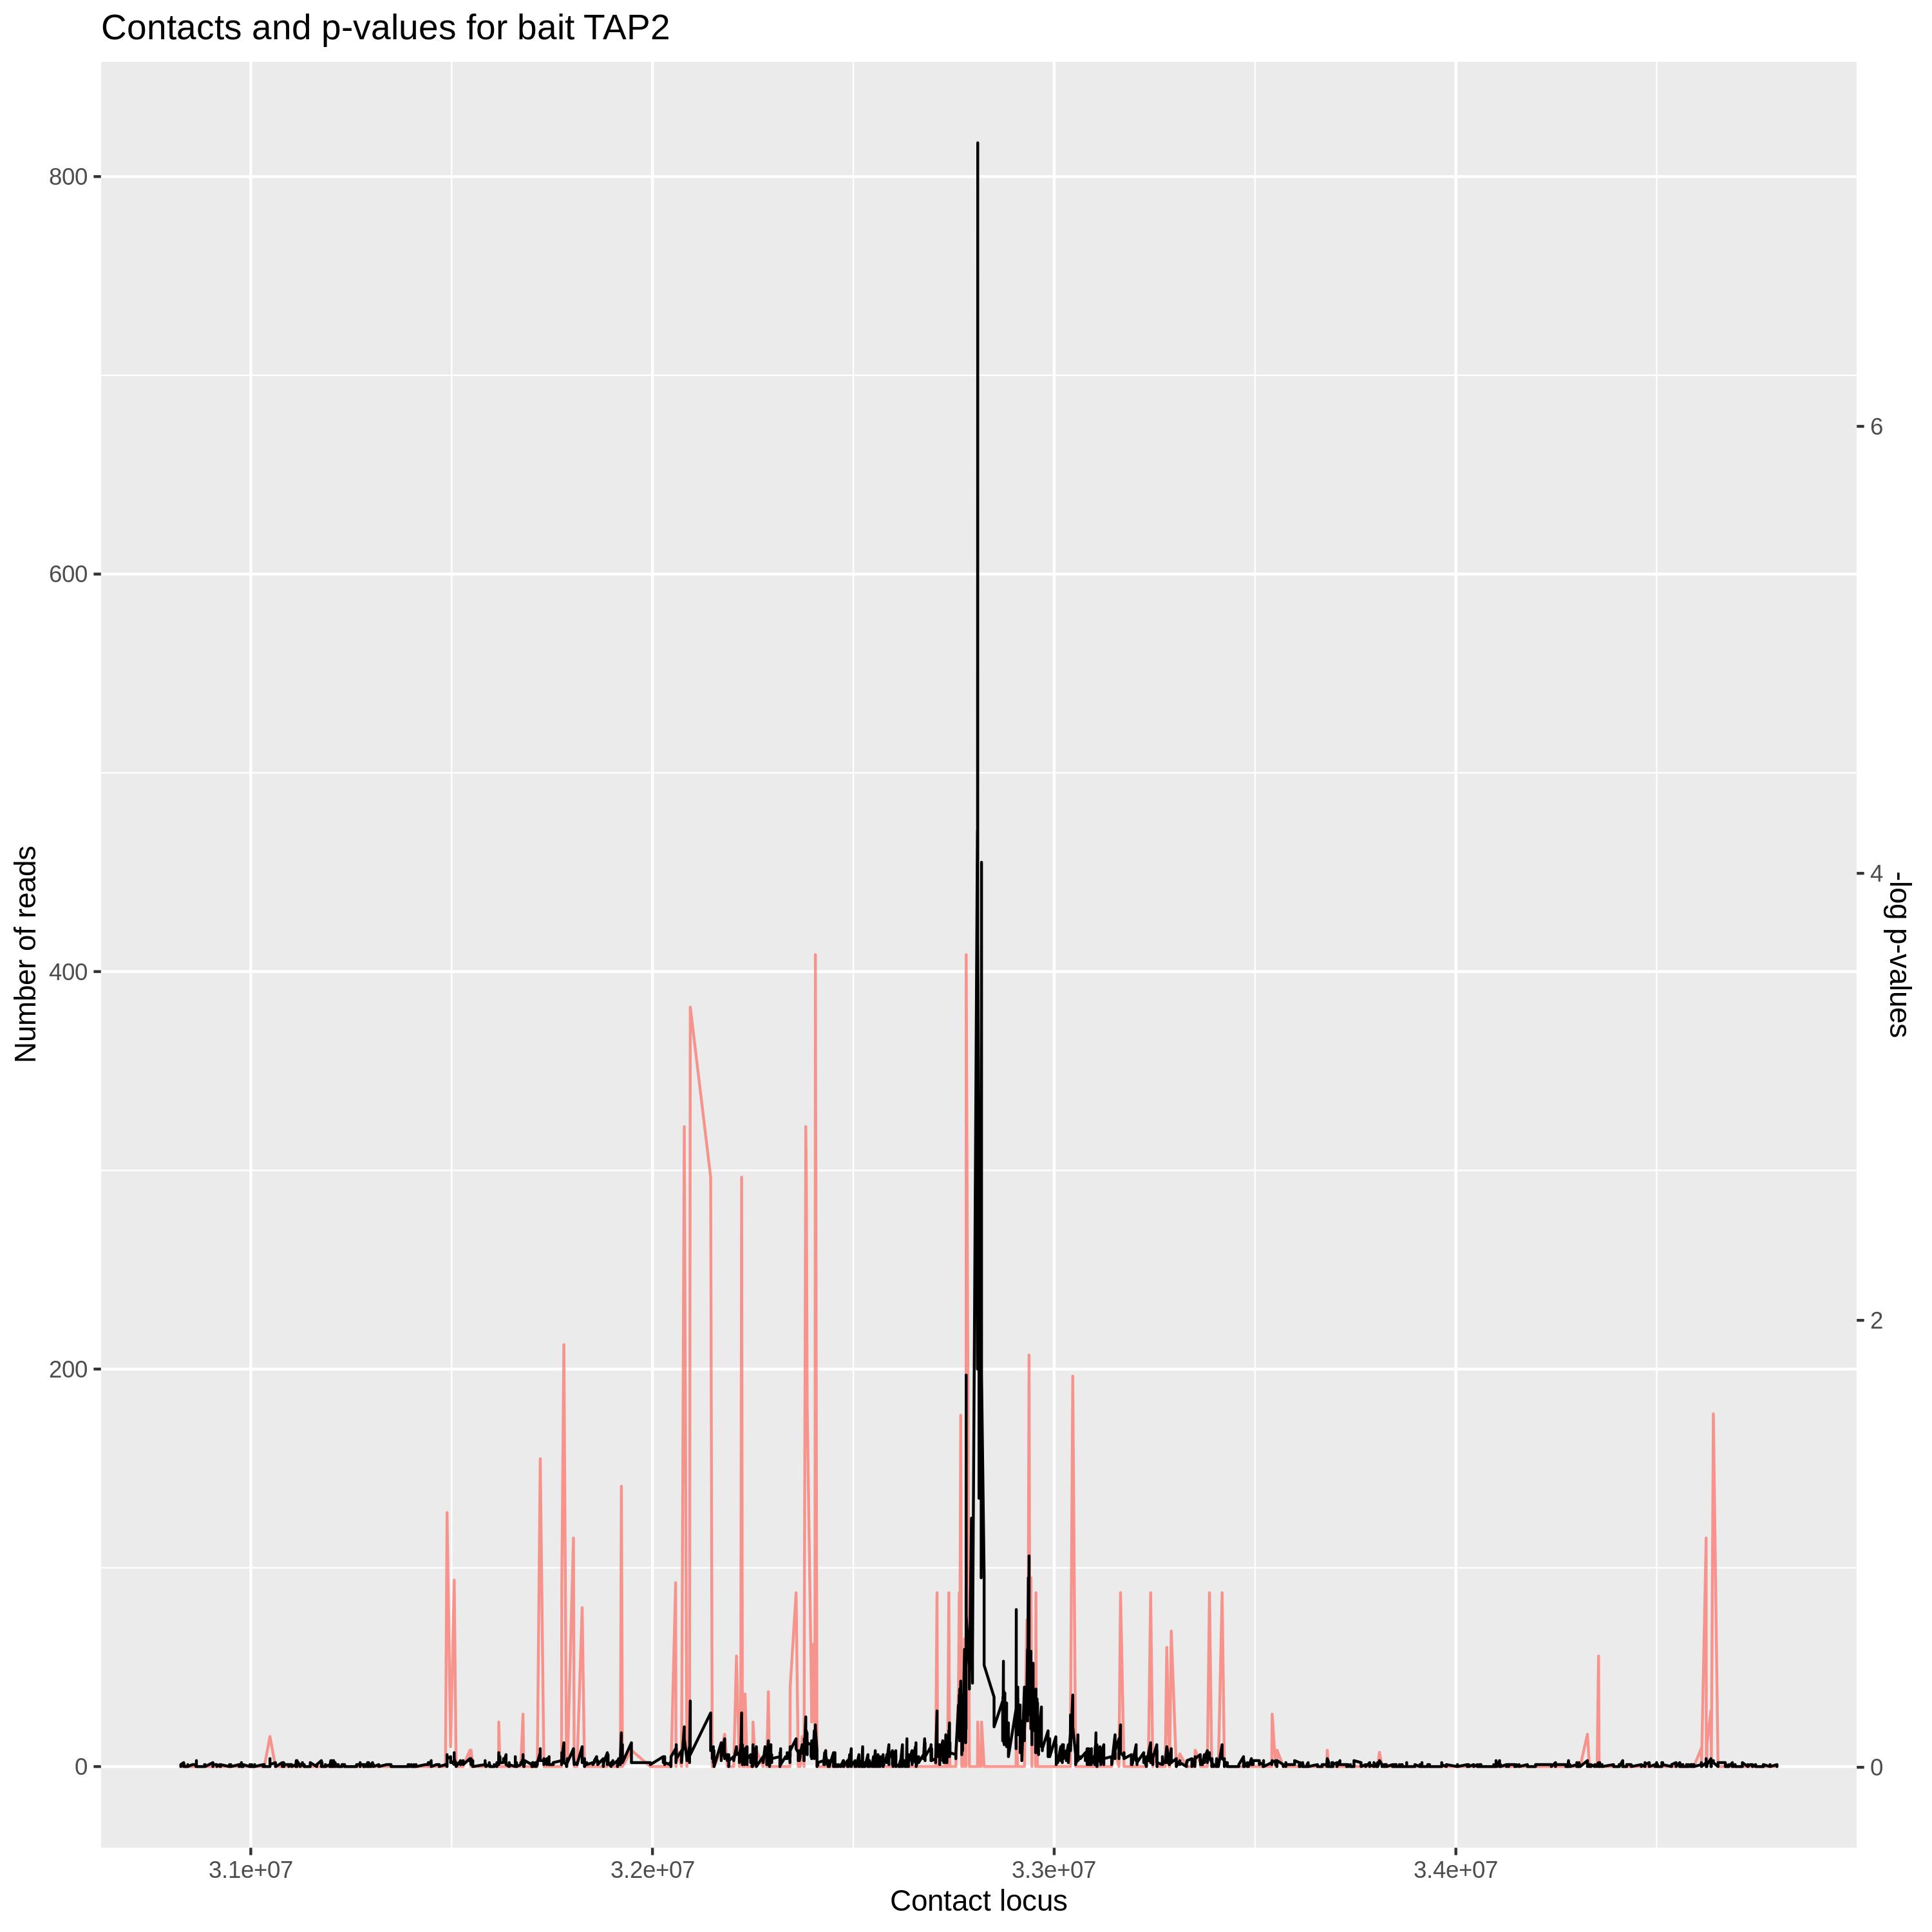 Contacts and p-values for bait TAP2
800
600
400
200
0
Number of reads
6
4
2
0
-log p-values
3.1e+07
3.2e+07
3.3e+07
3.4e+07
Contact locus